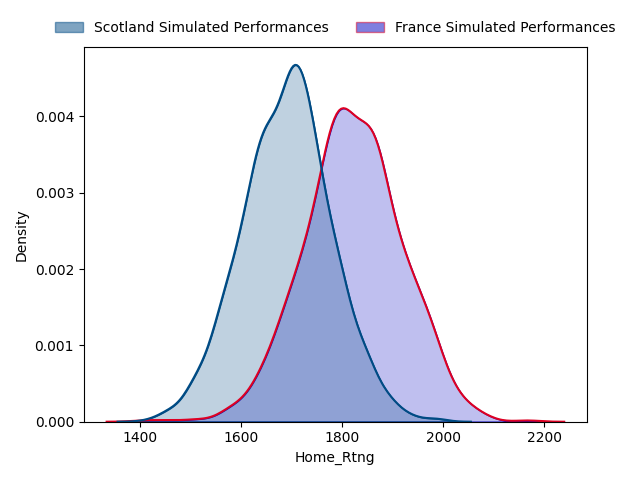 Scotland Simulated Performances France Simulated Performances
0.004
0.003
0.002
0.001
0.000
Density
1400 1600 1800 2000 2200
Home_Rtng